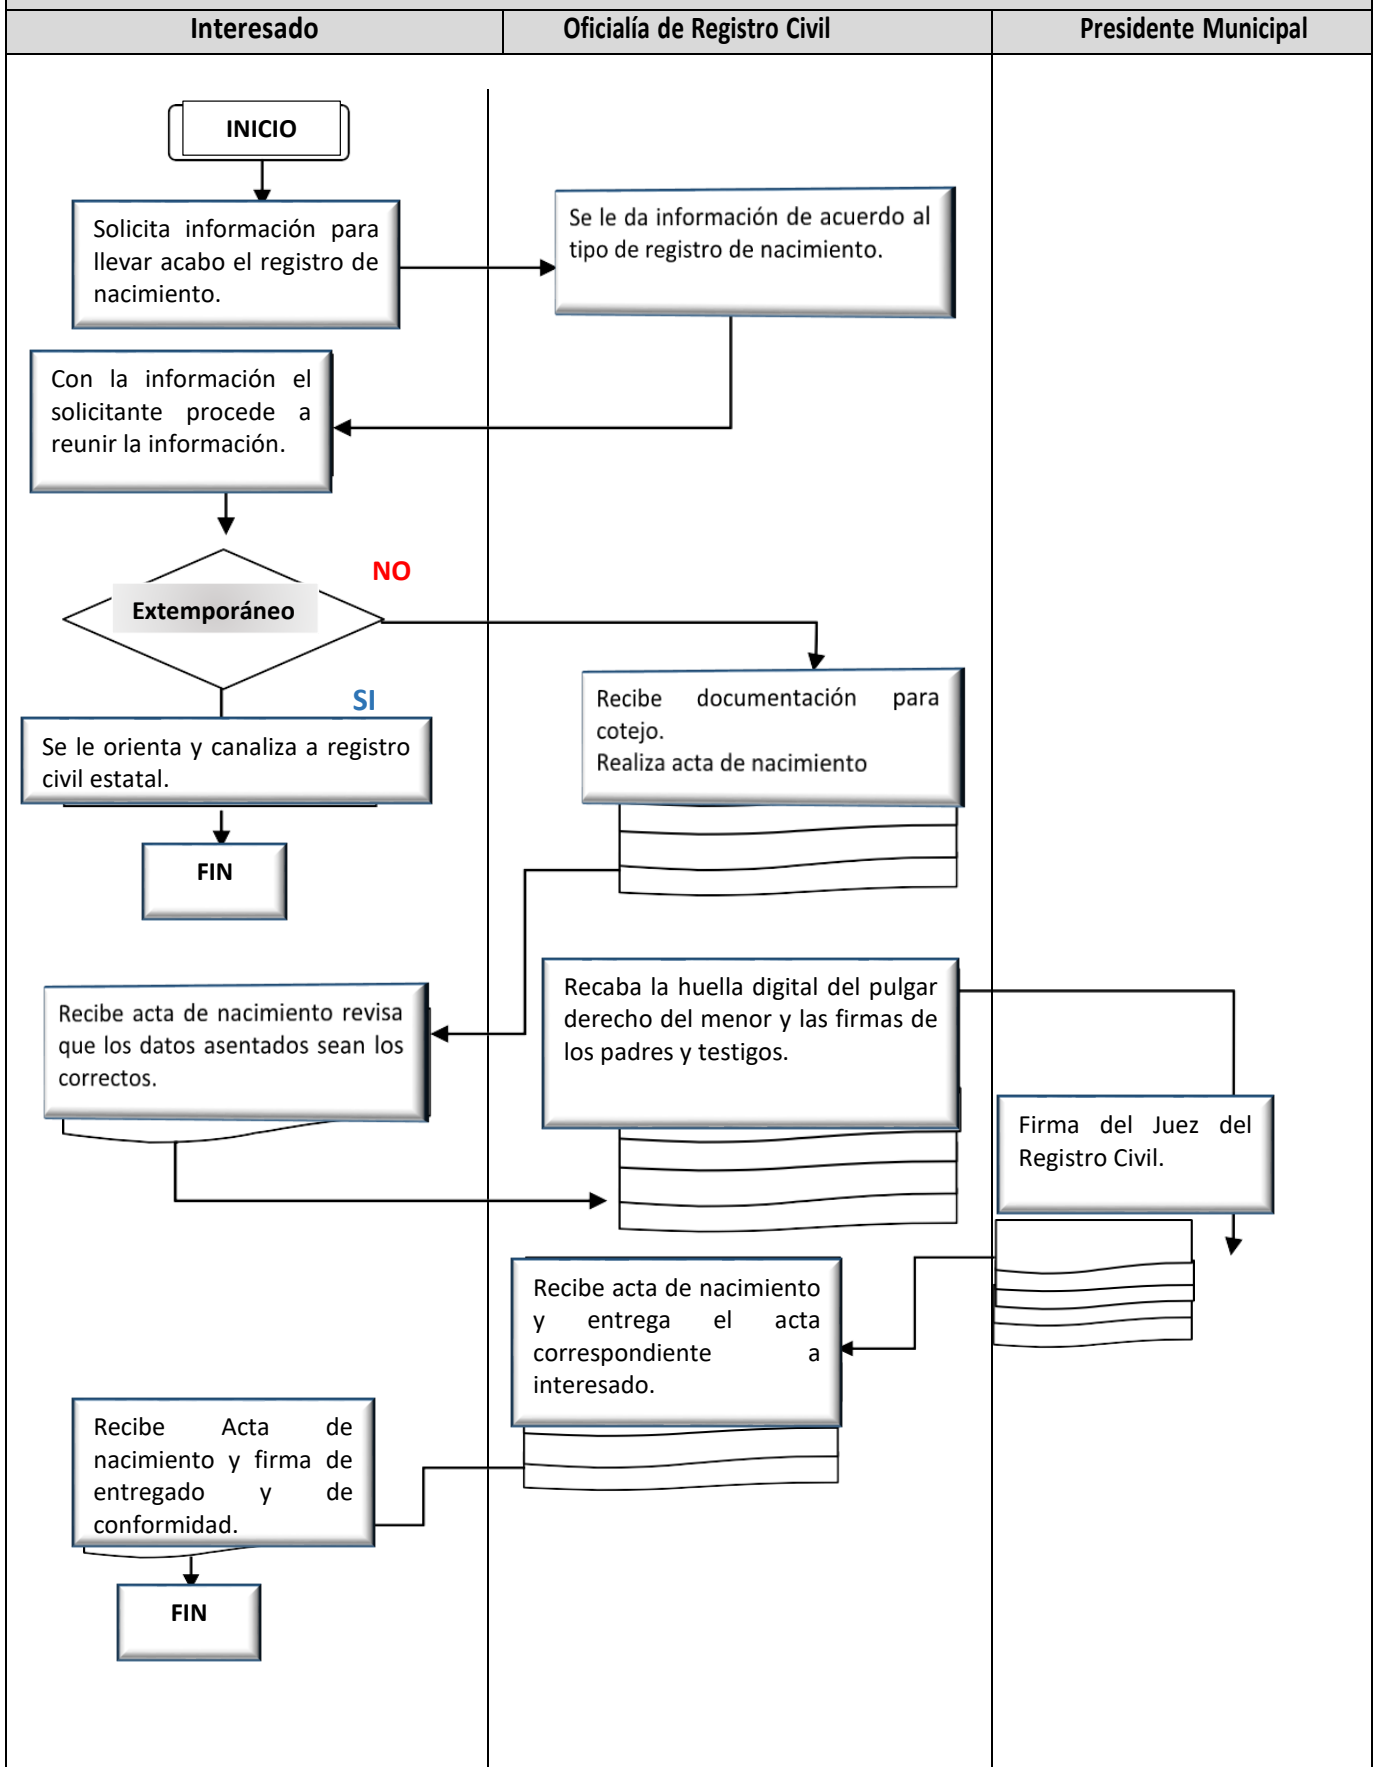 Interesado
Oficialía de Registro Civil
Presidente Municipal
INICIO
Solicita información para
llevar acabo el registro de
nacimiento.
Se le da información de acuerdo al
tipo de registro de nacimiento.
Con la información el
solicitante procede a
reunir la información.
Extemporáneo
NO
SI
Se le orienta y canaliza a registro
civil estatal.
FIN
Recibe documentación para
cotejo.
Realiza acta de nacimiento
Recibe acta de nacimiento revisa
que los datos asentados sean los
correctos.
Recaba la huella digital del pulgar
derecho del menor y las firmas de
los padres y testigos.
Firma del Juez del
Registro Civil.
Recibe acta de nacimiento
y entrega el acta
correspondiente a
interesado.
Recibe Acta de
nacimiento y firma de
entregado y de
conformidad.
FIN